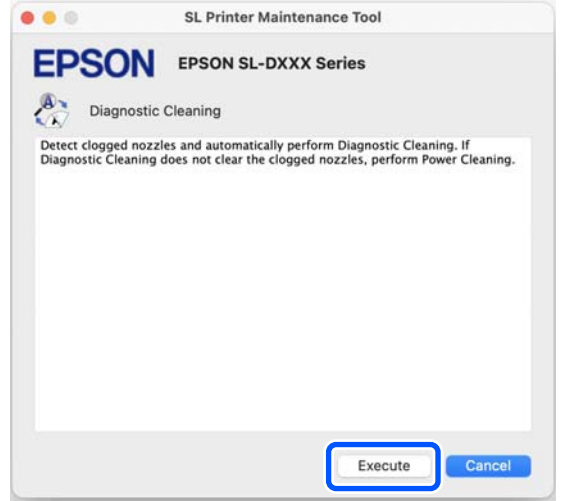 SL Printer Maintenance Tool
EPSON EPSON SL-DXXX Series
Diagnostic Cleaning
Detect clogged nozzles and automatically perform Diagnostic Cleaning. If
Diagnostic Cleaning does not clear the clogged nozzles, perform Power Cleaning.
Execute Cancel